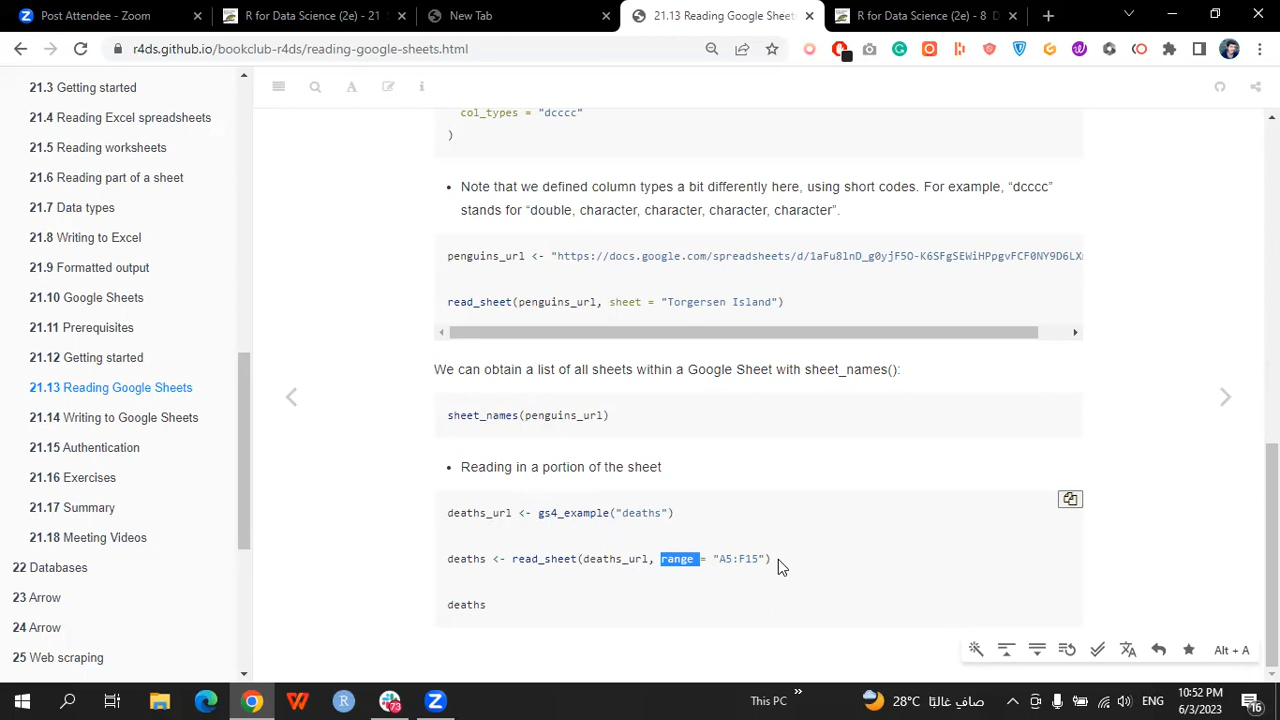 Post Attendee - Zoom
R for Data Science (2e) - 21
New Tab
21.13 Reading Google Sheet
R for Data Science (2e) - 8
r4ds.github.io/bookclub-r4ds/reading-google-sheets.html
21.3 Getting started
21.4 Reading Excel spreadsheets
21.5 Reading worksheets
21.6 Reading part of a sheet
21.7 Data types
21.8 Writing to Excel
21.9 Formatted output
21.10 Google Sheets
21.11 Prerequisites
21.12 Getting started
21.13 Reading Google Sheets
21.14 Writing to Google Sheets
21.15 Authentication
21.16 Exercises
21.17 Summary
21.18 Meeting Videos
22 Databases
23 Arrow
24 Arrow
25 Web scraping
col_types = "dcccc"
)
• Note that we defined column types a bit differently here, using short codes. For example, “dcccc”
stands for “double, character, character, character, character”.
penguins_url <- "https://docs.google.com/spreadsheets/d/1aFu8lnD_g0yjF5O-K6SFgSEWiHPpgvFCF0NY9D6LX
read_sheet(penguins_url, sheet = "Torgersen Island")
We can obtain a list of all sheets within a Google Sheet with sheet_names():
sheet_names(penguins_url)
• Reading in a portion of the sheet
deaths_url <- gs4_example("deaths")
deaths <- read_sheet(deaths_url, range = "A5:F15")
deaths
Alt + A
73
This PC
28°C صافٍ غالبًا
ENG
10:52 PM
6/3/2023
16